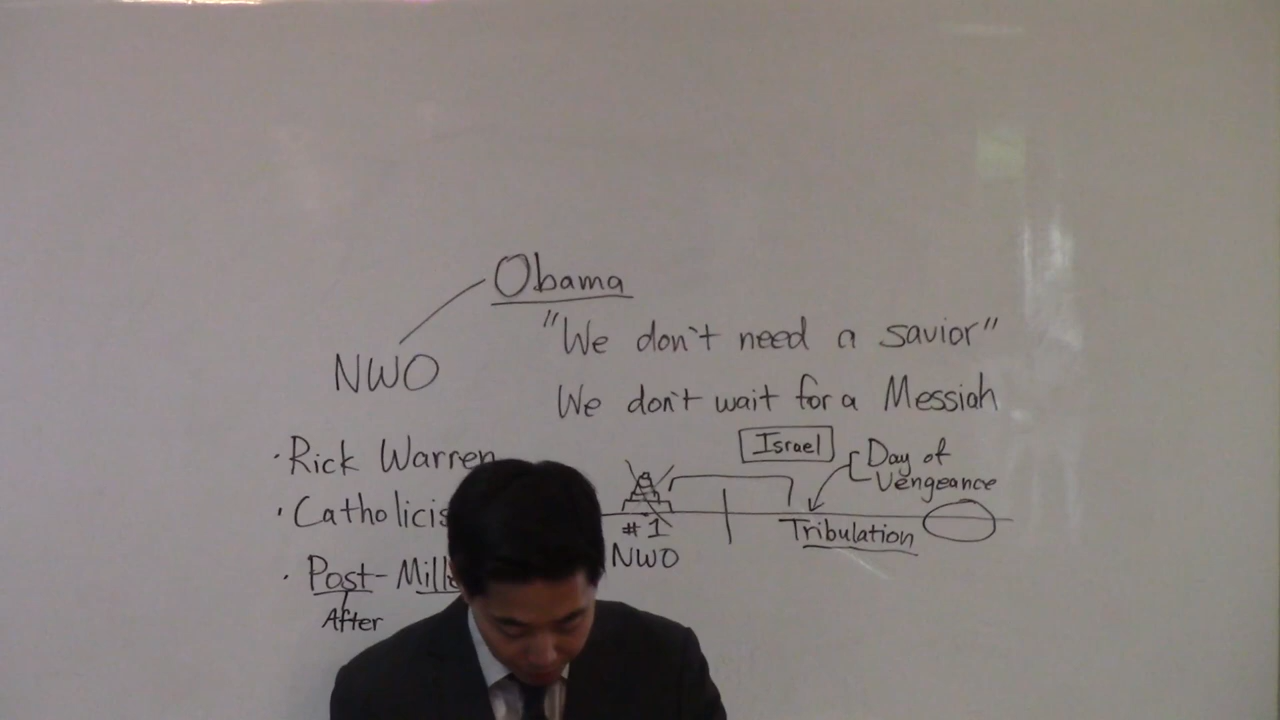 Obama
"We don't need a savior"
NWO
We don't wait for a Messiah
· Rick Warren
· Catholicis
· Post-Mill
After
#1
NWO
Israel
Day of
Vengeance
Tribulation